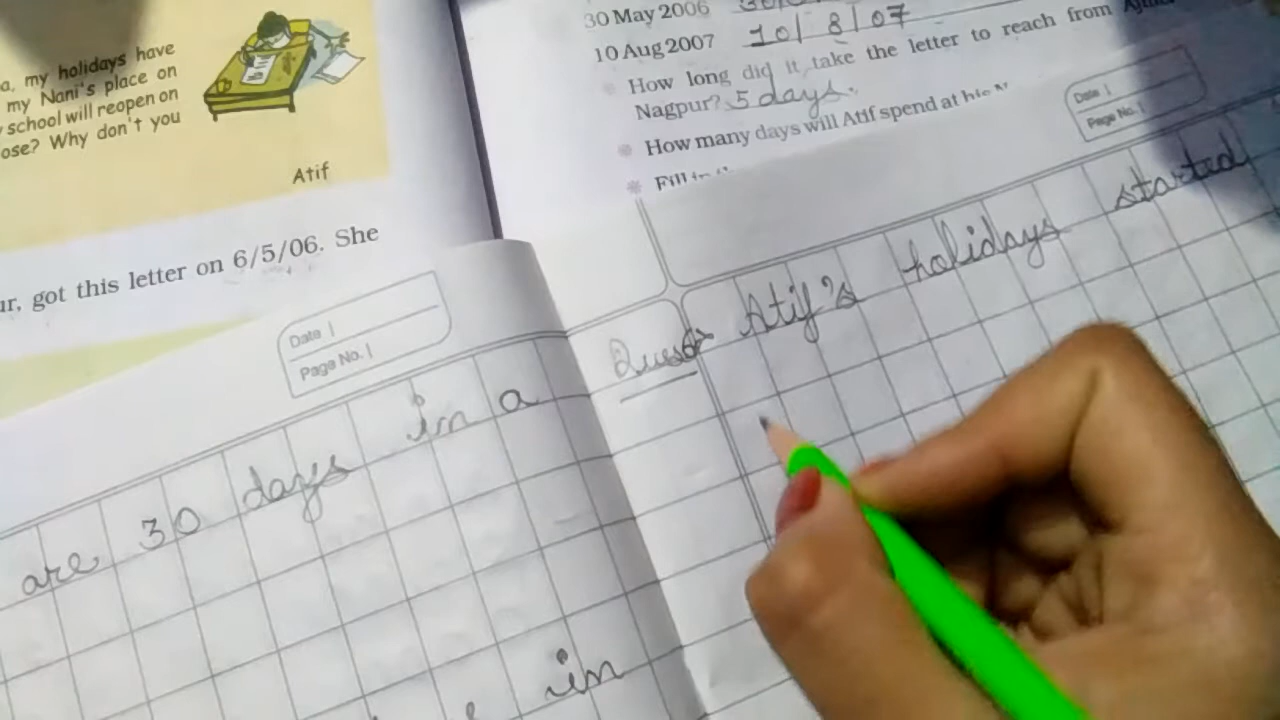 a, my holidays have
my Nani's place on
school will reopen on
ose? Why don't you
Atif
ur, got this letter on 6/5/06. She
30 May 2006
10 Aug 2007 10/8/07
How long did it take the letter to reach from
Nagpur? 5 days.
How many days will Atif spend at his
Fill in
Date |
Page No. |
Date |
Page No. |
are 30 days in a
in
Ques
Atif's holidays started